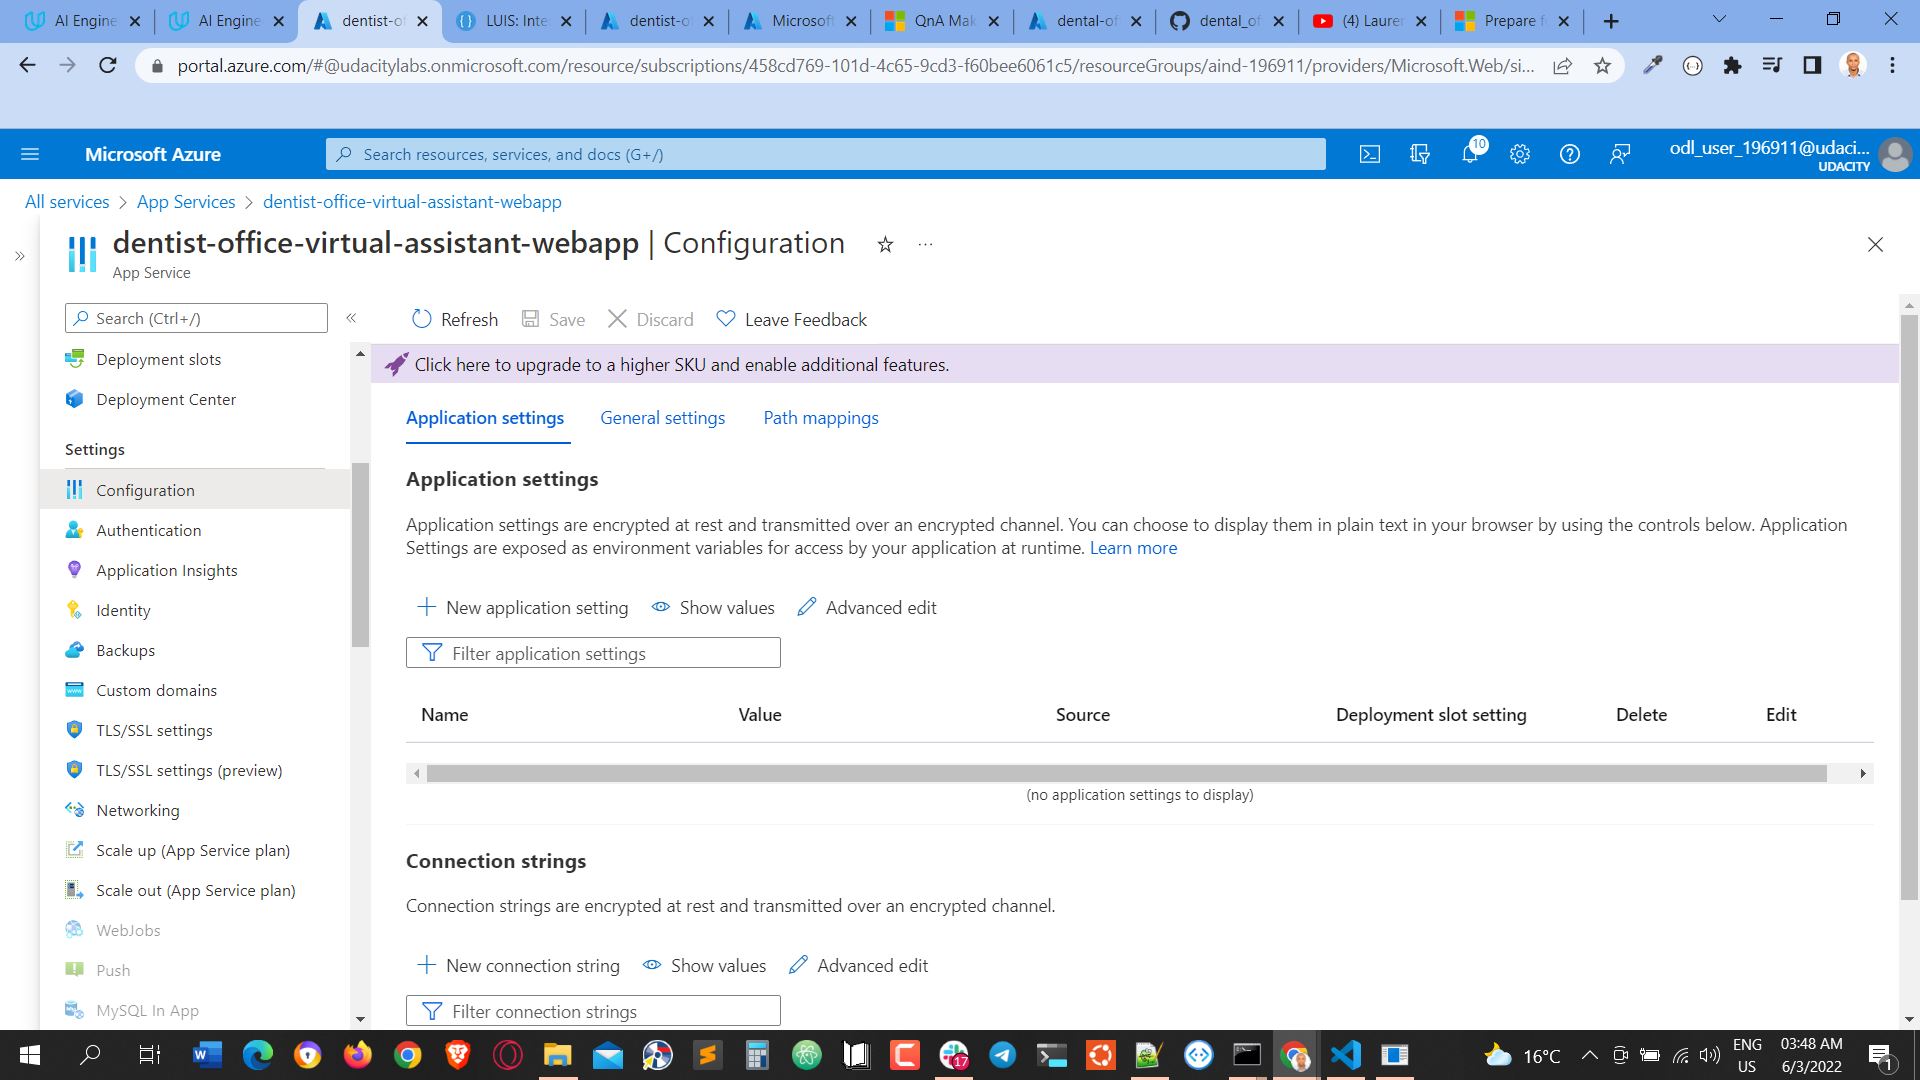 AI Engine
AI Engine
dentist-of
LUIS: Inte
dentist-of
Microsoft
QnA Mak
dental-of
dental_of
(4) Lauren
Prepare f
portal.azure.com/#@udacitylabs.onmicrosoft.com/resource/subscriptions/458cd769-101d-4c65-9cd3-f60bee6061c5/resourceGroups/aind-196911/providers/Microsoft.Web/si...
Microsoft Azure
Search resources, services, and docs (G+/)
10
odl_user_196911@udaci...
UDACITY
All services > App Services > dentist-office-virtual-assistant-webapp
dentist-office-virtual-assistant-webapp | Configuration
App Service
Search (Ctrl+/)
Deployment slots
Deployment Center
Settings
Configuration
Authentication
Application Insights
Identity
Backups
Custom domains
TLS/SSL settings
TLS/SSL settings (preview)
Networking
Scale up (App Service plan)
Scale out (App Service plan)
WebJobs
Push
MySQL In App
Refresh
Save
Discard
Leave Feedback
Click here to upgrade to a higher SKU and enable additional features.
Application settings
General settings
Path mappings
Application settings
Application settings are encrypted at rest and transmitted over an encrypted channel. You can choose to display them in plain text in your browser by using the controls below. Application
Settings are exposed as environment variables for access by your application at runtime. Learn more
New application setting
Show values
Advanced edit
Filter application settings
Name
Value
Source
Deployment slot setting
Delete
Edit
(no application settings to display)
Connection strings
Connection strings are encrypted at rest and transmitted over an encrypted channel.
New connection string
Show values
Advanced edit
Filter connection strings
17
16°C
ENG
US
03:48 AM
6/3/2022
1